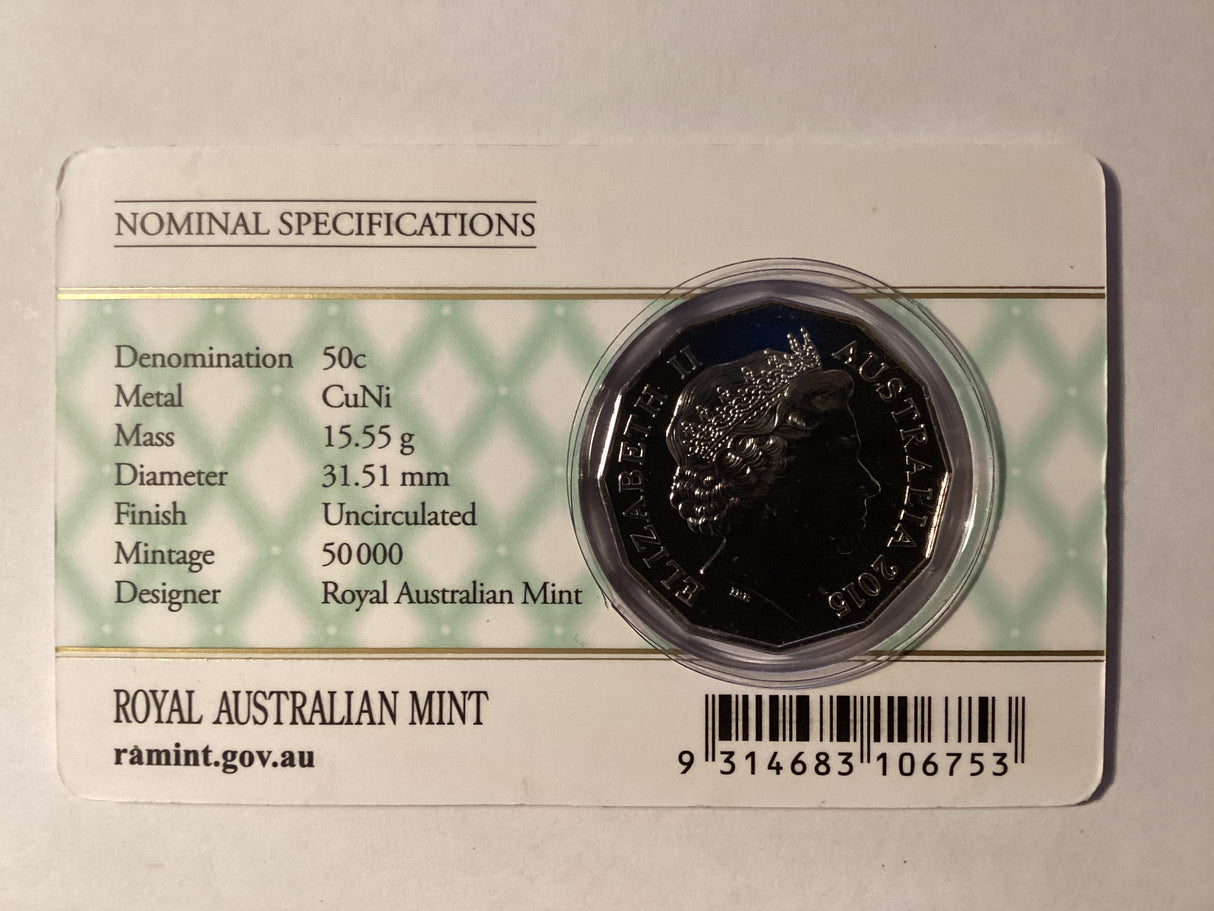 NOMINAL SPECIFICATIONS
Denomination 50c
Metal CuNi
Mass 15.55 g
Diameter 31.51 mm
Finish Uncirculated
Mintage 50 000
Designer Royal Australian Mint
ELIZABETH II AUSTRALIA 2015
IRB
ROYAL AUSTRALIAN MINT
ramint.gov.au
9 314683 106753